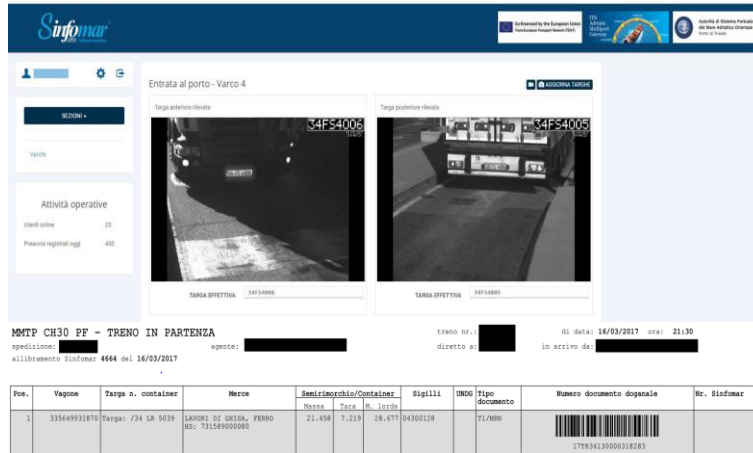 Sinfomar
Co-financed by the European Union
Trans-European Transport Network (TEN-T)
ITS
Adriatic
Multiport
Gateway
Autorità di Sistema Portuale
del Mare Adriatico Orientale
Porto di Trieste
SEZIONI
Varchi
Attività operative
Utenti online 25
Preavvisi registrati oggi 450
Entrata al porto - Varco 4
AGGIORNA TARGHE
Targa anteriore rilevata
Targa posteriore rilevata
34FS4006
34FS4005
TARGA EFFETTIVA 34FS4006
TARGA EFFETTIVA 34FS4005
MMTP CH30 PF - TRENO IN PARTENZA
treno nr.:
di data: 16/03/2017 ora: 21:30
spedizione:
agente:
diretto a:
in arrivo da:
allibramento Sinfomar 4664 del 16/03/2017
Pos. Vagone Targa n. container Merce Semirimorchio/Container Sigilli UNDG Tipo documento Numero documento doganale Nr. Sinfomar
Massa Tara M. lorda
1 335649931870 Targa: /34 LR 5039 LAVORI DI GHISA, FERRO 21.458 7.219 28.677 04300128 T1/MRN
HS: 731589000080
17TR34130000318283